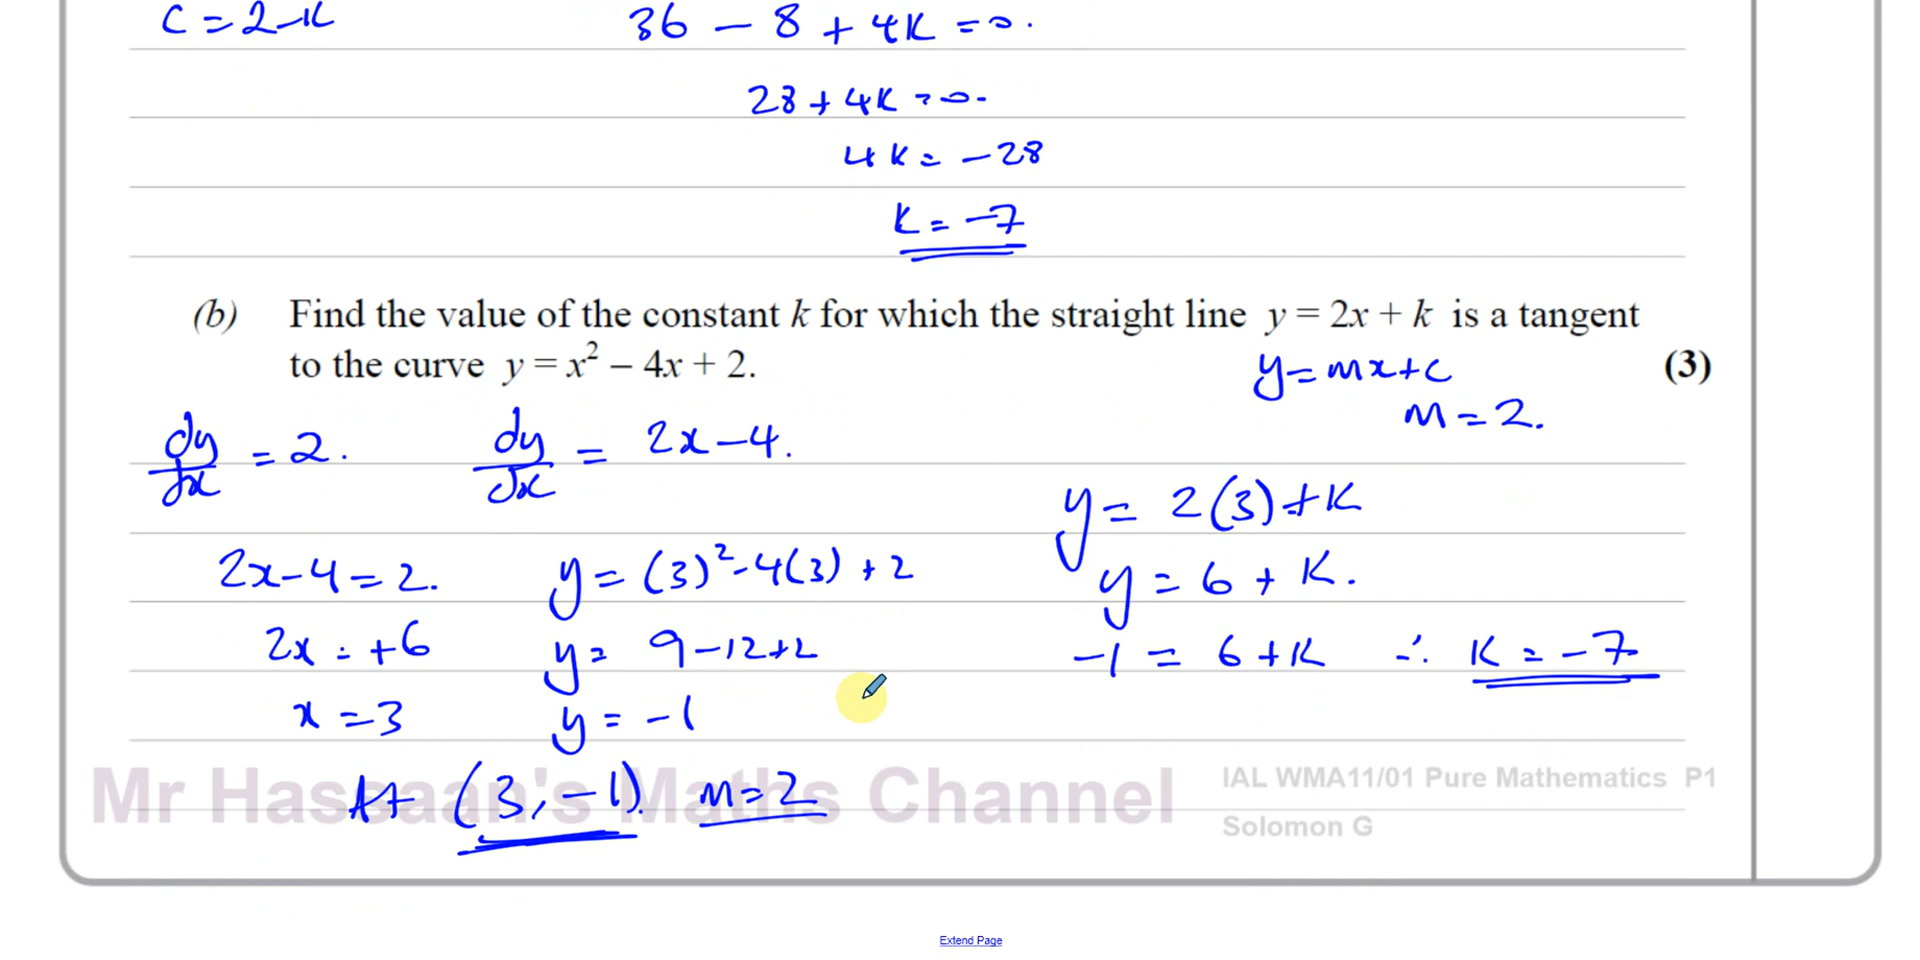 C = 2-K
36 - 8 + 4K = 0.
28 + 4K = 0.
4K = -28
K = -7
(b) Find the value of the constant k for which the straight line y = 2x + k is a tangent
to the curve y = x² – 4x + 2. (3)
y = mx + c
m = 2.
dy/dx = 2. dy/dx = 2x - 4.
2x - 4 = 2.
2x = +6
x = 3
y = (3)² - 4(3) + 2
y = 9 - 12 + 2
y = -1
At (3, -1). m = 2
y = 2(3) + K
y = 6 + K.
-1 = 6 + K ∴ K = -7
Mr Hassaan's Maths Channel
IAL WMA11/01 Pure Mathematics P1
Solomon G
Extend Page